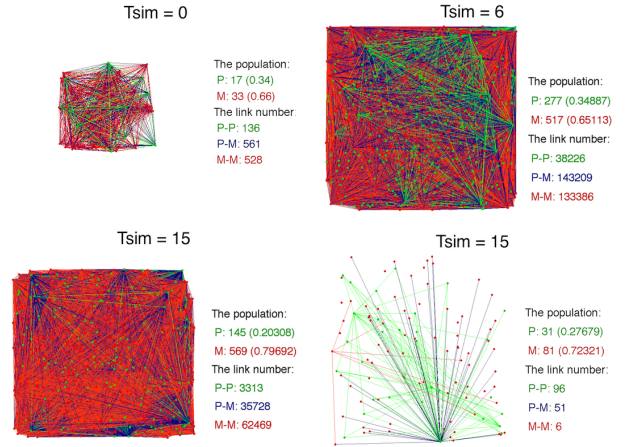 Tsim = 0
The population:
P: 17 (0.34)
M: 33 (0.66)
The link number:
P-P: 136
P-M: 561
M-M: 528
Tsim = 6
The population:
P: 277 (0.34887)
M: 517 (0.65113)
The link number:
P-P: 38226
P-M: 143209
M-M: 133386
Tsim = 15
The population:
P: 145 (0.20308)
M: 569 (0.79692)
The link number:
P-P: 3313
P-M: 35728
M-M: 62469
Tsim = 15
The population:
P: 31 (0.27679)
M: 81 (0.72321)
The link number:
P-P: 96
P-M: 51
M-M: 6